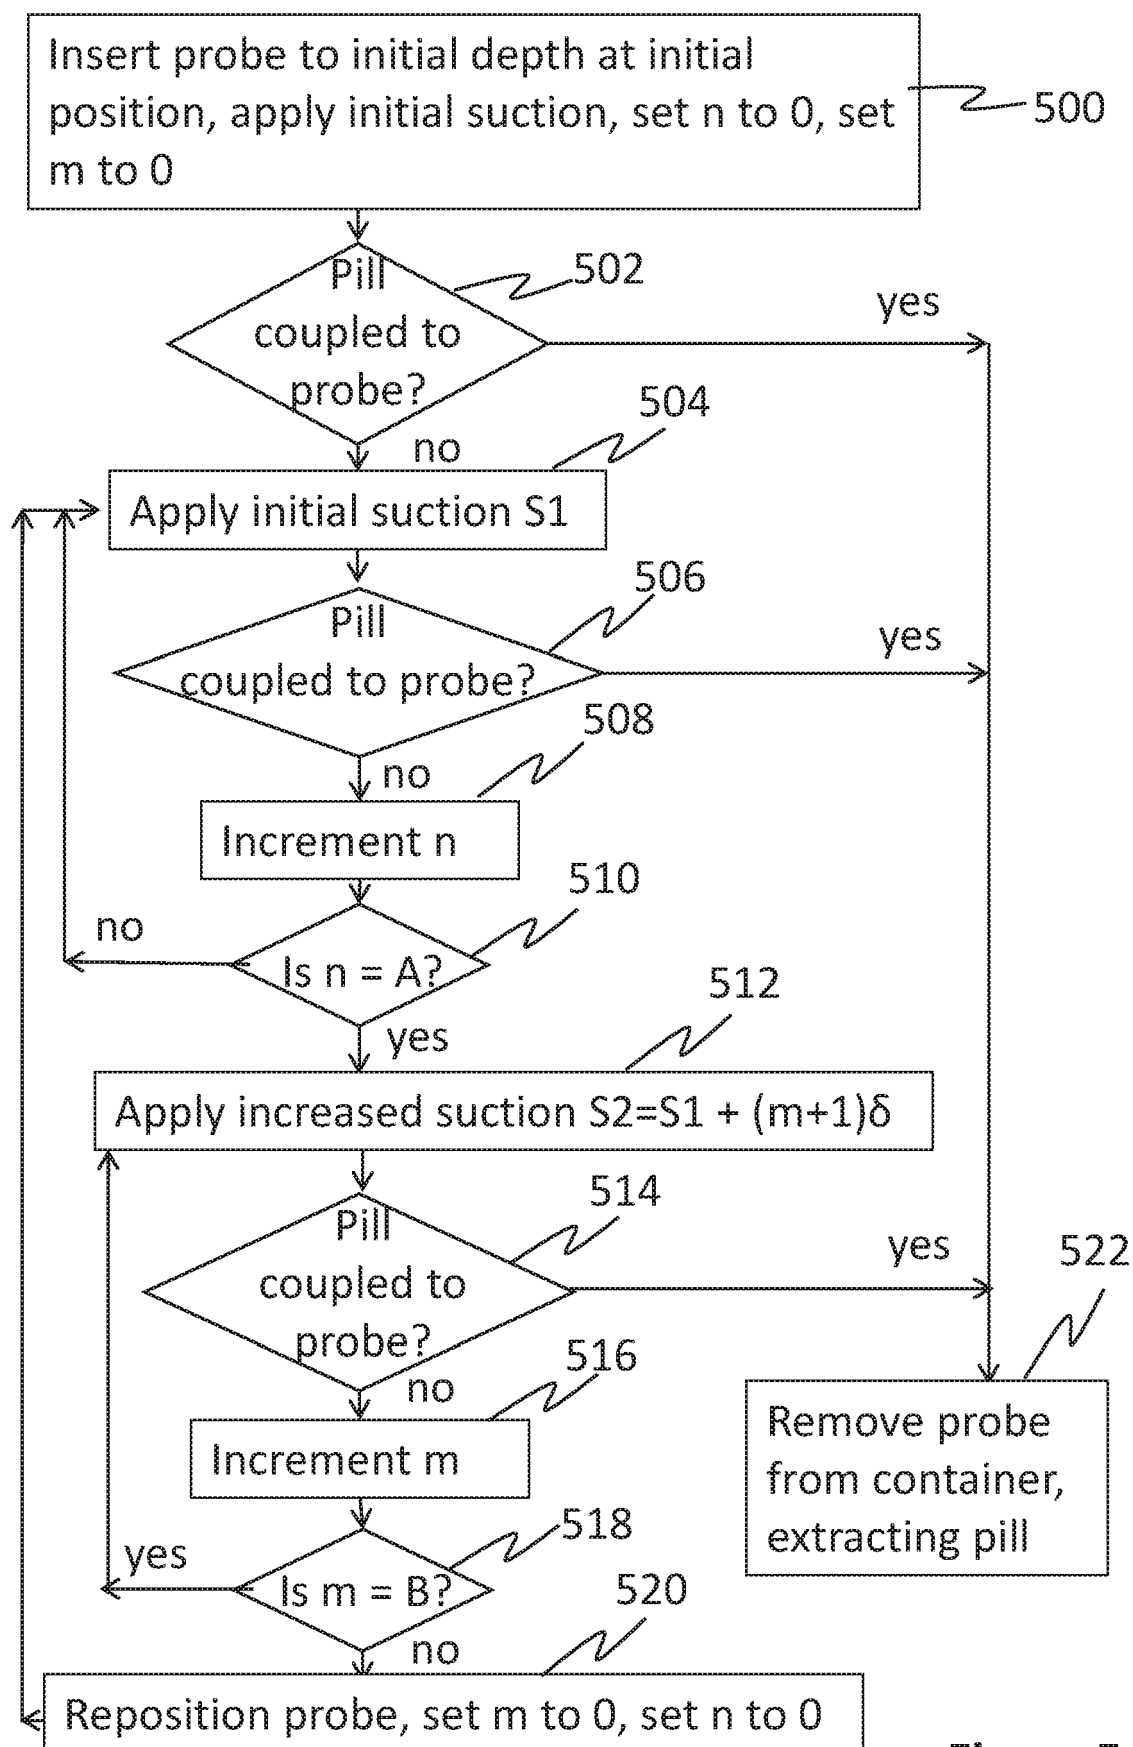 Insert probe to initial depth at initial
position, apply initial suction, set n to 0, set
m to 0
500
Pill
coupled to
probe?
502
yes
no
504
Apply initial suction S1
506
Pill
coupled to probe?
yes
no
508
Increment n
510
no
Is n = A?
yes
512
Apply increased suction S2=S1 + (m+1)δ
514
Pill
coupled to
probe?
yes
522
no
516
Increment m
Remove probe
from container,
extracting pill
518
yes
Is m = B?
no
520
Reposition probe, set m to 0, set n to 0